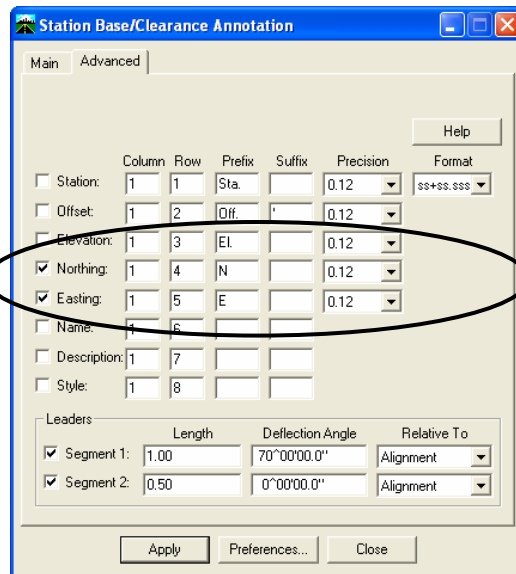 Station Base/Clearance Annotation
Main Advanced
Help
Column Row Prefix Suffix Precision Format
Station: 1 1 Sta. 0.12 ss+ss.sss
Offset: 1 2 Off. ' 0.12
Elevation: 1 3 El. 0.12
Northing: 1 4 N 0.12
Easting: 1 5 E 0.12
Name: 1 6
Description: 1 7
Style: 1 8
Leaders
Length Deflection Angle Relative To
Segment 1: 1.00 70^00'00.0" Alignment
Segment 2: 0.50 0^00'00.0" Alignment
Apply Preferences... Close